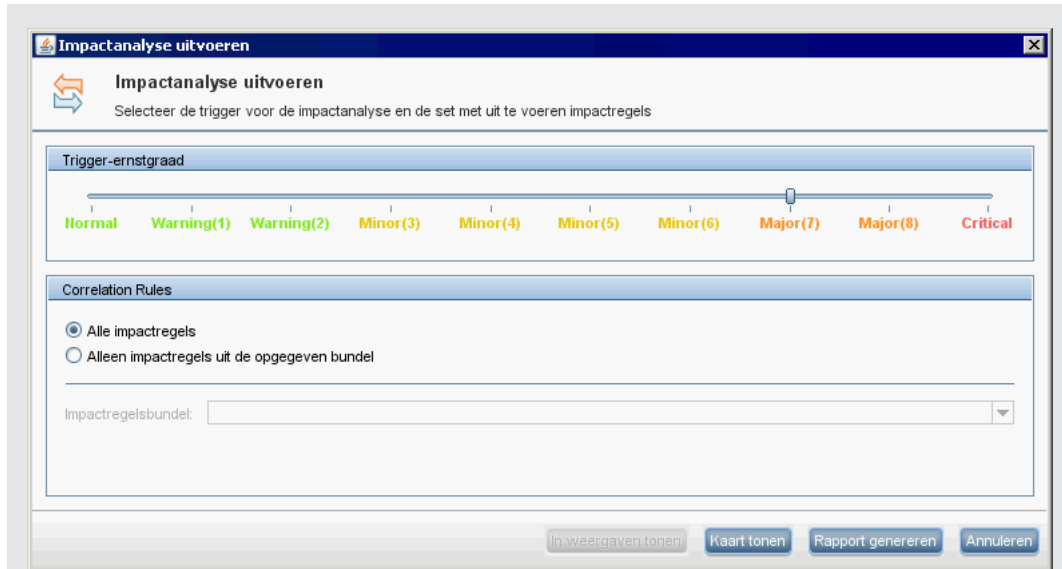 Impactanalyse uitvoeren
Impactanalyse uitvoeren
Selecteer de trigger voor de impactanalyse en de set met uit te voeren impactregels
Trigger-ernstgraad
Normal Warning(1) Warning(2) Minor(3) Minor(4) Minor(5) Minor(6) Major(7) Major(8) Critical
Correlation Rules
Alle impactregels
Alleen impactregels uit de opgegeven bundel
Impactregelsbundel:
In weergaven tonen Kaart tonen Rapport genereren Annuleren